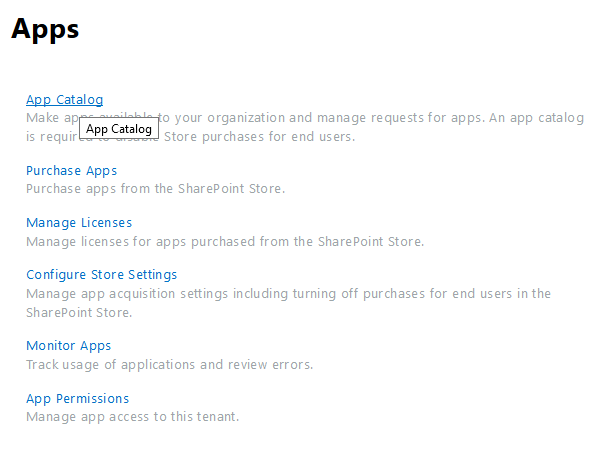 Apps
App Catalog
Make apps available to your organization and manage requests for apps. An app catalog
App Catalog
is required to disable Store purchases for end users.
Purchase Apps
Purchase apps from the SharePoint Store.
Manage Licenses
Manage licenses for apps purchased from the SharePoint Store.
Configure Store Settings
Manage app acquisition settings including turning off purchases for end users in the
SharePoint Store.
Monitor Apps
Track usage of applications and review errors.
App Permissions
Manage app access to this tenant.